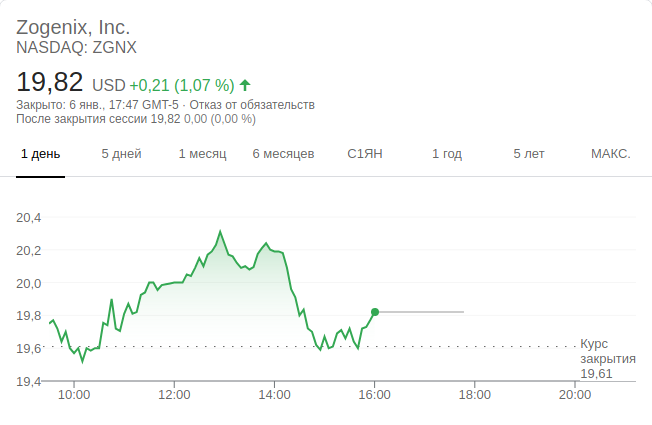 Zogenix, Inc.
NASDAQ: ZGNX
19,82 USD +0,21 (1,07 %)
Закрыто: 6 янв., 17:47 GMT-5 · Отказ от обязательств
После закрытия сессии 19,82 0,00 (0,00 %)
1 день 5 дней 1 месяц 6 месяцев С1ЯН 1 год 5 лет МАКС.
20,4
20,2
20,0
19,8
19,6
19,4
Курс
закрытия
19,61
10:00 12:00 14:00 16:00 18:00 20:00